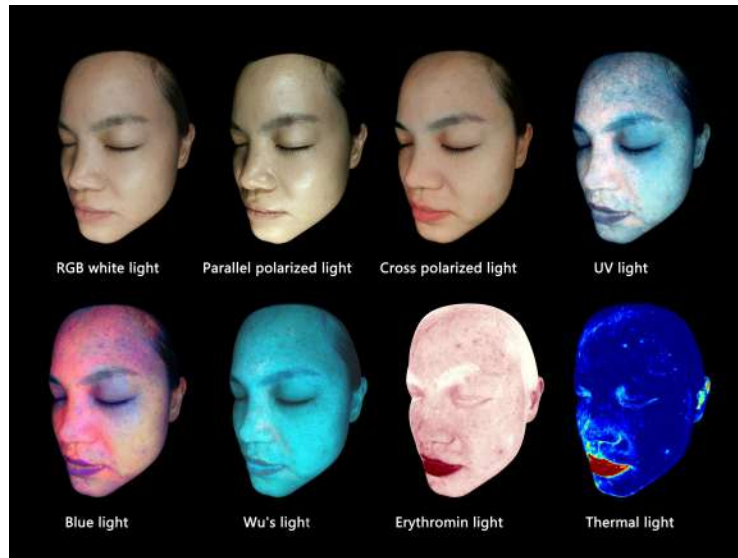 RGB white light
Parallel polarized light
Cross polarized light
UV light
Blue light
Wu's light
Erythromin light
Thermal light